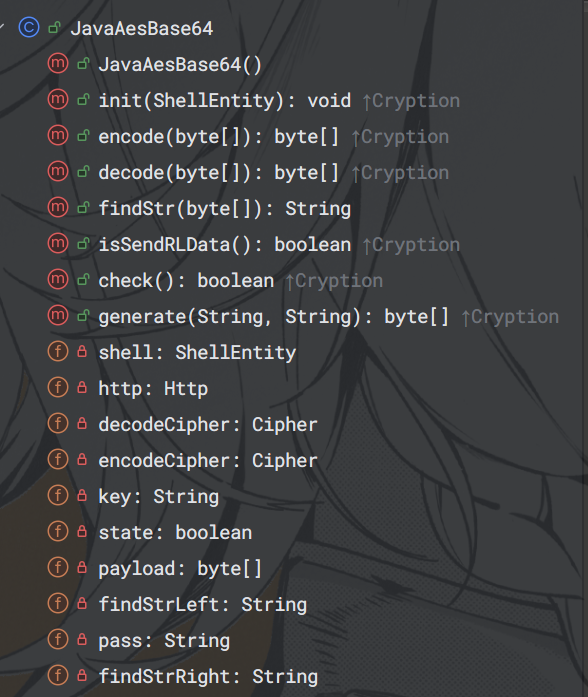 JavaAesBase64
JavaAesBase64()
init(ShellEntity): void ↑Cryption
encode(byte[]): byte[] ↑Cryption
decode(byte[]): byte[] ↑Cryption
findStr(byte[]): String
isSendRLData(): boolean ↑Cryption
check(): boolean ↑Cryption
generate(String, String): byte[] ↑Cryption
shell: ShellEntity
http: Http
decodeCipher: Cipher
encodeCipher: Cipher
key: String
state: boolean
payload: byte[]
findStrLeft: String
pass: String
findStrRight: String